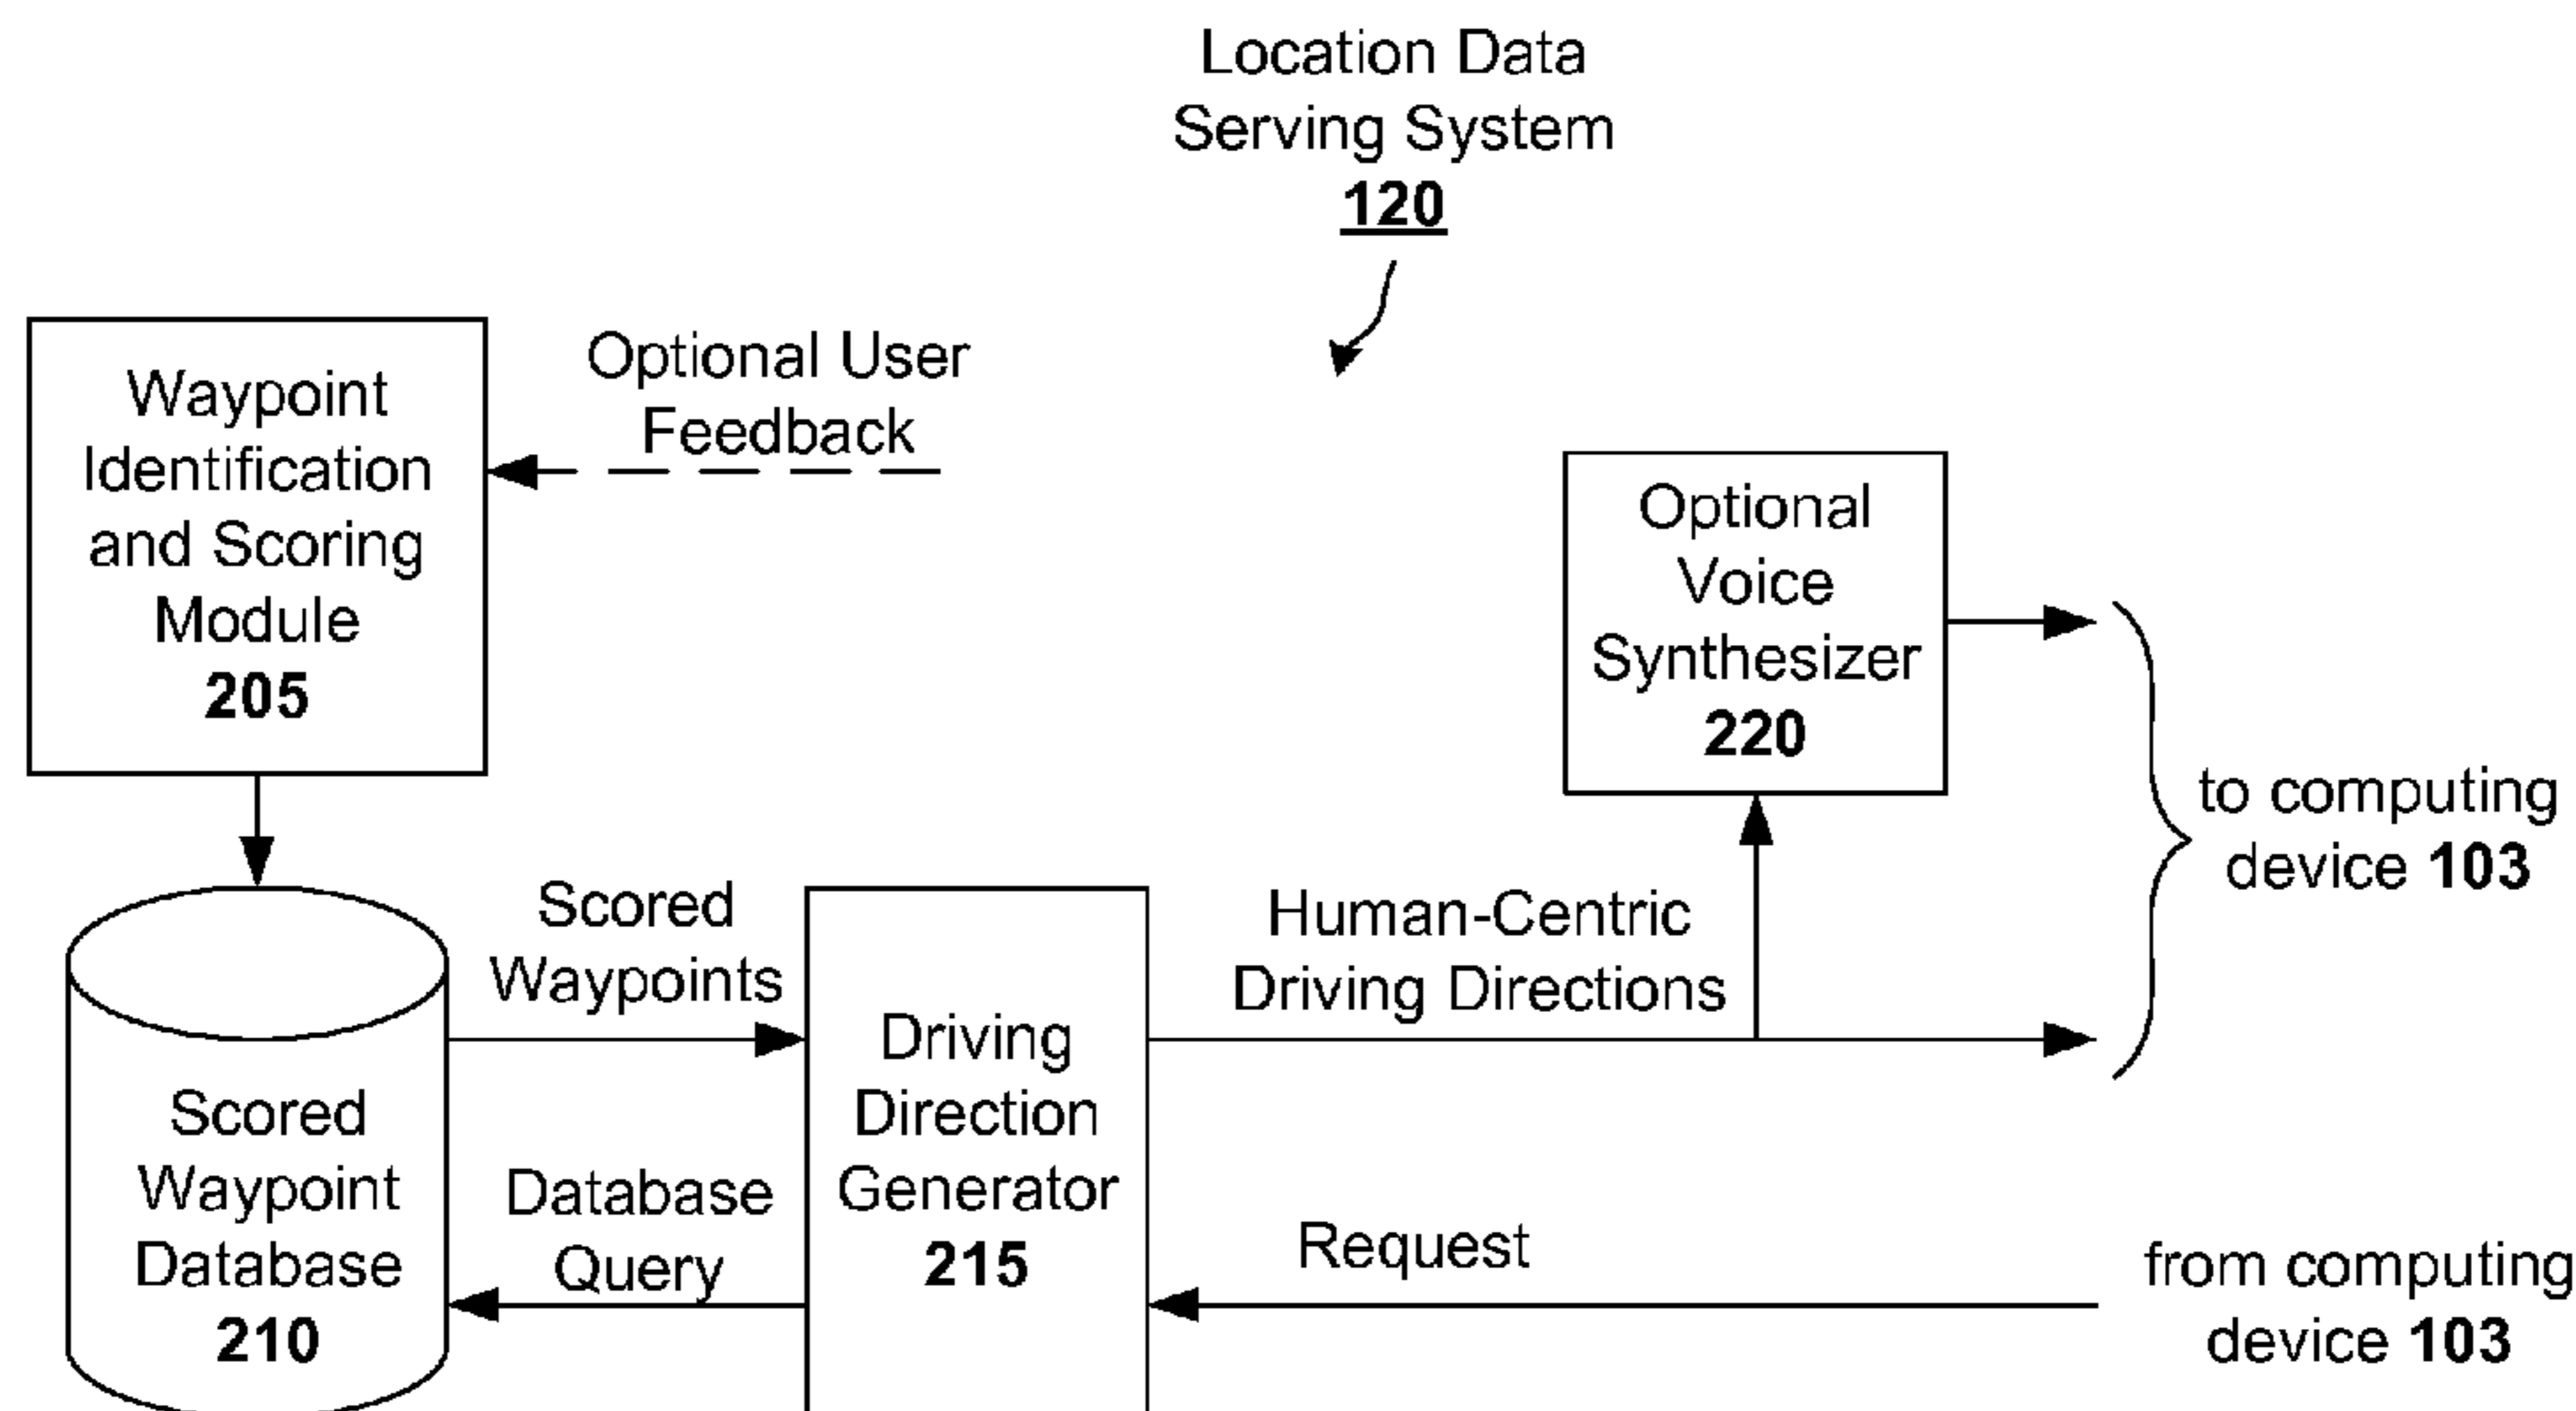 Location Data
Serving System
120
Waypoint
Identification
and Scoring
Module
205
Optional User
Feedback
Optional
Voice
Synthesizer
220
to computing
device 103
Scored
Waypoints
Human-Centric
Driving Directions
Scored
Waypoint
Database
210
Database
Query
Driving
Direction
Generator
215
Request
from computing
device 103